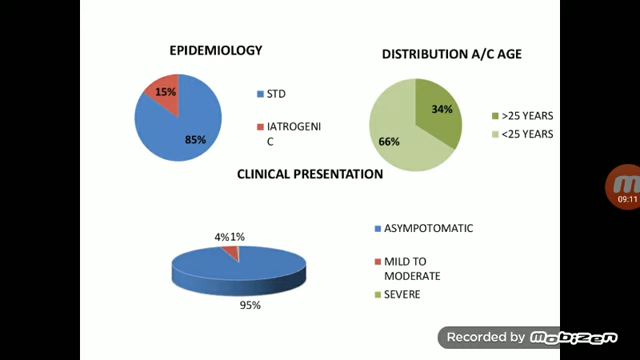 EPIDEMIOLOGY
15%
85%
STD
IATROGENI
C
DISTRIBUTION A/C AGE
34%
66%
>25 YEARS
<25 YEARS
CLINICAL PRESENTATION
4%
1%
95%
ASYMPOTOMATIC
MILD TO
MODERATE
SEVERE
09:11
Recorded by mobizen